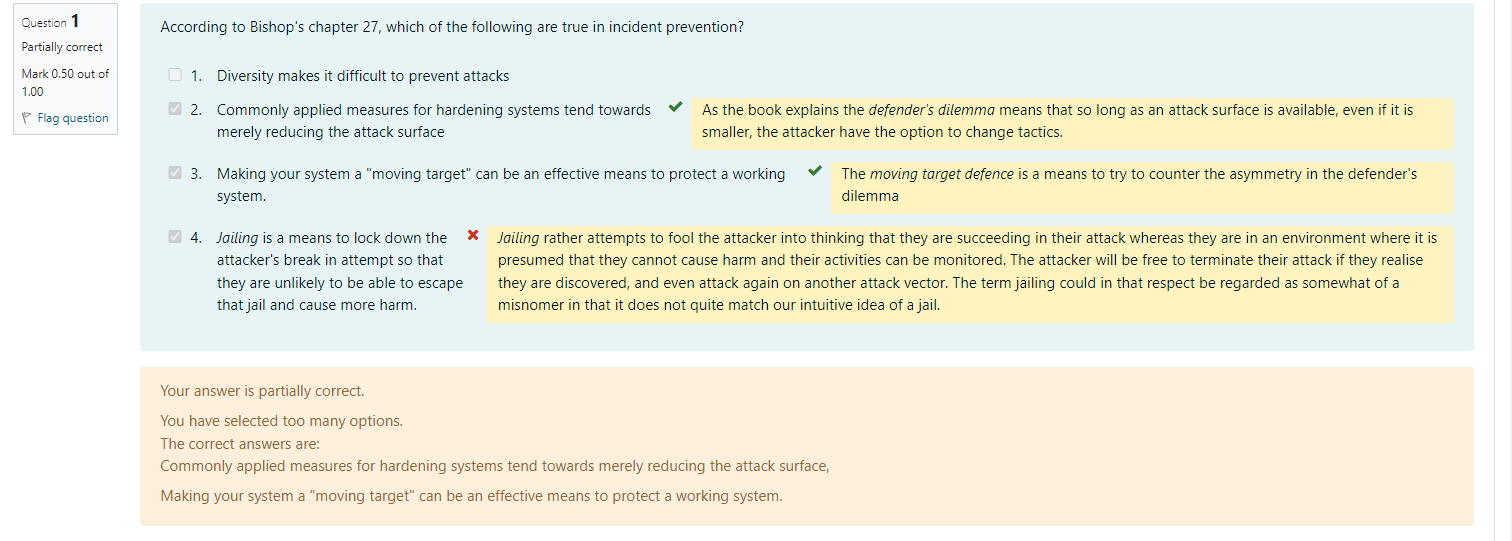 Question 1
Partially correct
Mark 0.50 out of
1.00
Flag question
According to Bishop's chapter 27, which of the following are true in incident prevention?
1. Diversity makes it difficult to prevent attacks
2. Commonly applied measures for hardening systems tend towards
merely reducing the attack surface
As the book explains the defender's dilemma means that so long as an attack surface is available, even if it is
smaller, the attacker have the option to change tactics.
3. Making your system a "moving target" can be an effective means to protect a working
system.
The moving target defence is a means to try to counter the asymmetry in the defender's
dilemma
4. Jailing is a means to lock down the
attacker's break in attempt so that
they are unlikely to be able to escape
that jail and cause more harm.
Jailing rather attempts to fool the attacker into thinking that they are succeeding in their attack whereas they are in an environment where it is
presumed that they cannot cause harm and their activities can be monitored. The attacker will be free to terminate their attack if they realise
they are discovered, and even attack again on another attack vector. The term jailing could in that respect be regarded as somewhat of a
misnomer in that it does not quite match our intuitive idea of a jail.
Your answer is partially correct.
You have selected too many options.
The correct answers are:
Commonly applied measures for hardening systems tend towards merely reducing the attack surface,
Making your system a "moving target" can be an effective means to protect a working system.